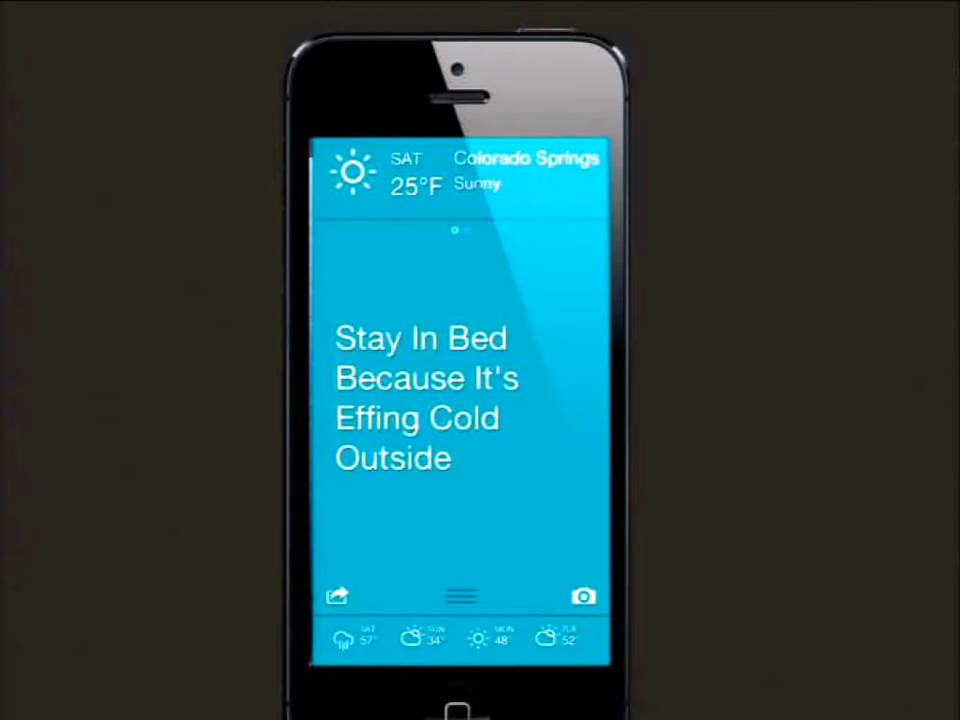 SAT
Colorado Springs
25°F
Sunny
Stay In Bed
Because It's
Effing Cold
Outside
SAT SUN MON TUE
57° 34° 48° 52°